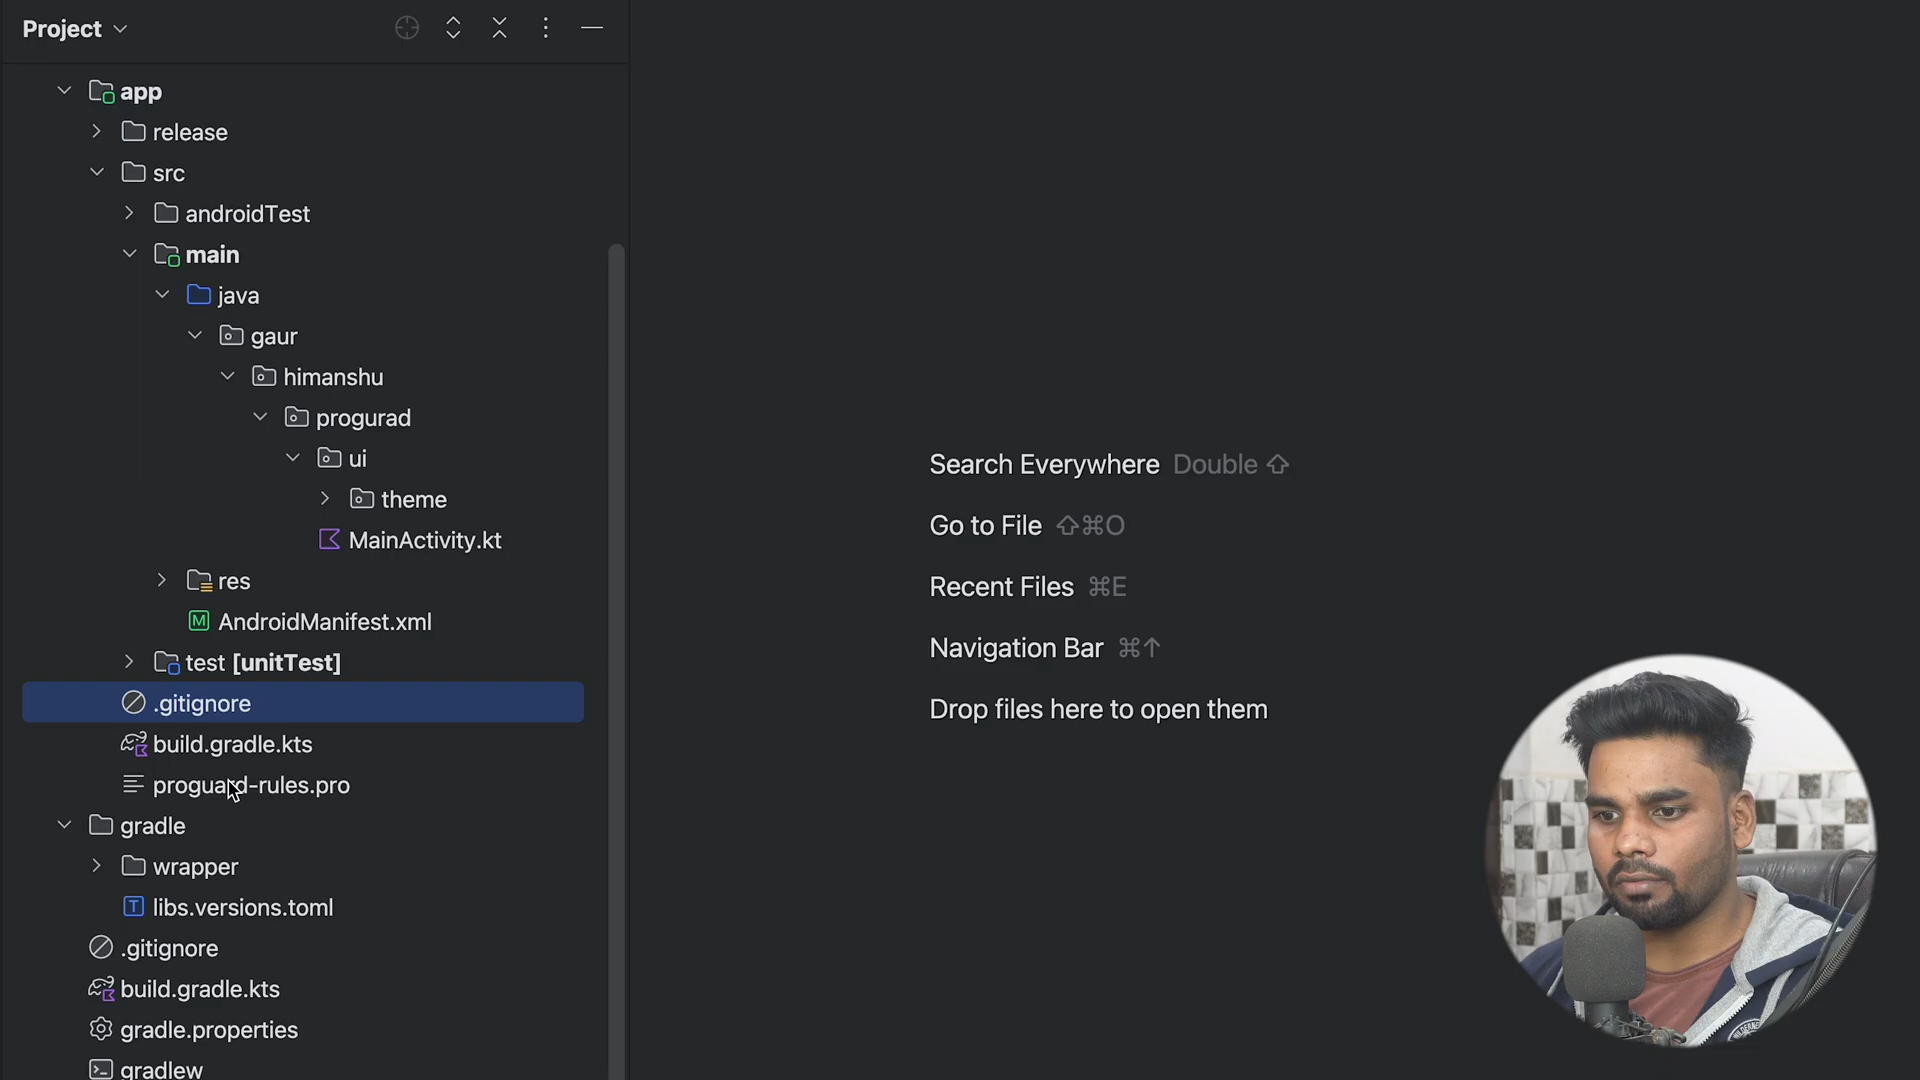 Project
app
release
src
androidTest
main
java
gaur
himanshu
progurad
ui
theme
MainActivity.kt
res
AndroidManifest.xml
test [unitTest]
.gitignore
build.gradle.kts
proguard-rules.pro
gradle
wrapper
libs.versions.toml
.gitignore
build.gradle.kts
gradle.properties
gradlew
Search Everywhere Double ⇧
Go to File ⇧⌘O
Recent Files ⌘E
Navigation Bar ⌘↑
Drop files here to open them